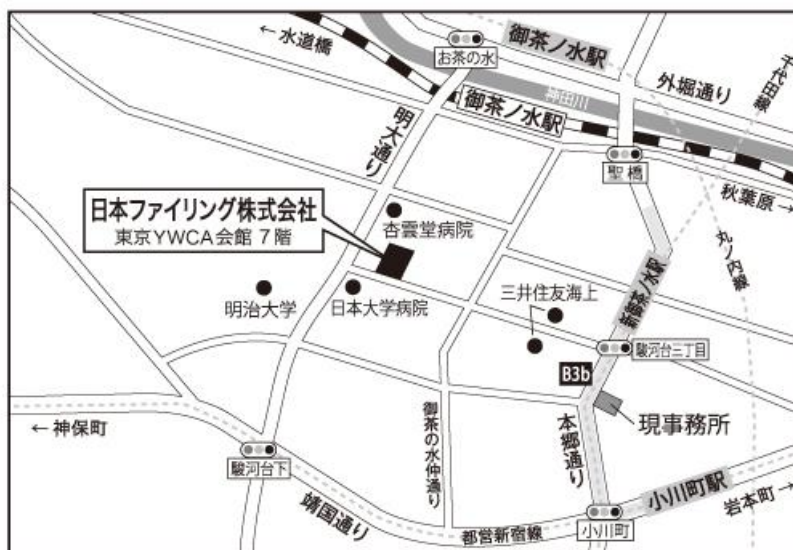 ← 水道橋
お茶の水
御茶ノ水駅
千代田線
外堀通り
神田川
御茶ノ水駅
明大通り
聖橋
秋葉原 →
日本ファイリング株式会社
東京YWCA会館 7階
杏雲堂病院
丸ノ内線
新御茶ノ水駅
明治大学
日本大学病院
三井住友海上
駿河台三丁目
B3b
← 神保町
御茶の水仲通り
本郷通り
現事務所
駿河台下
靖国通り
都営新宿線
小川町
小川町駅
岩本町 →